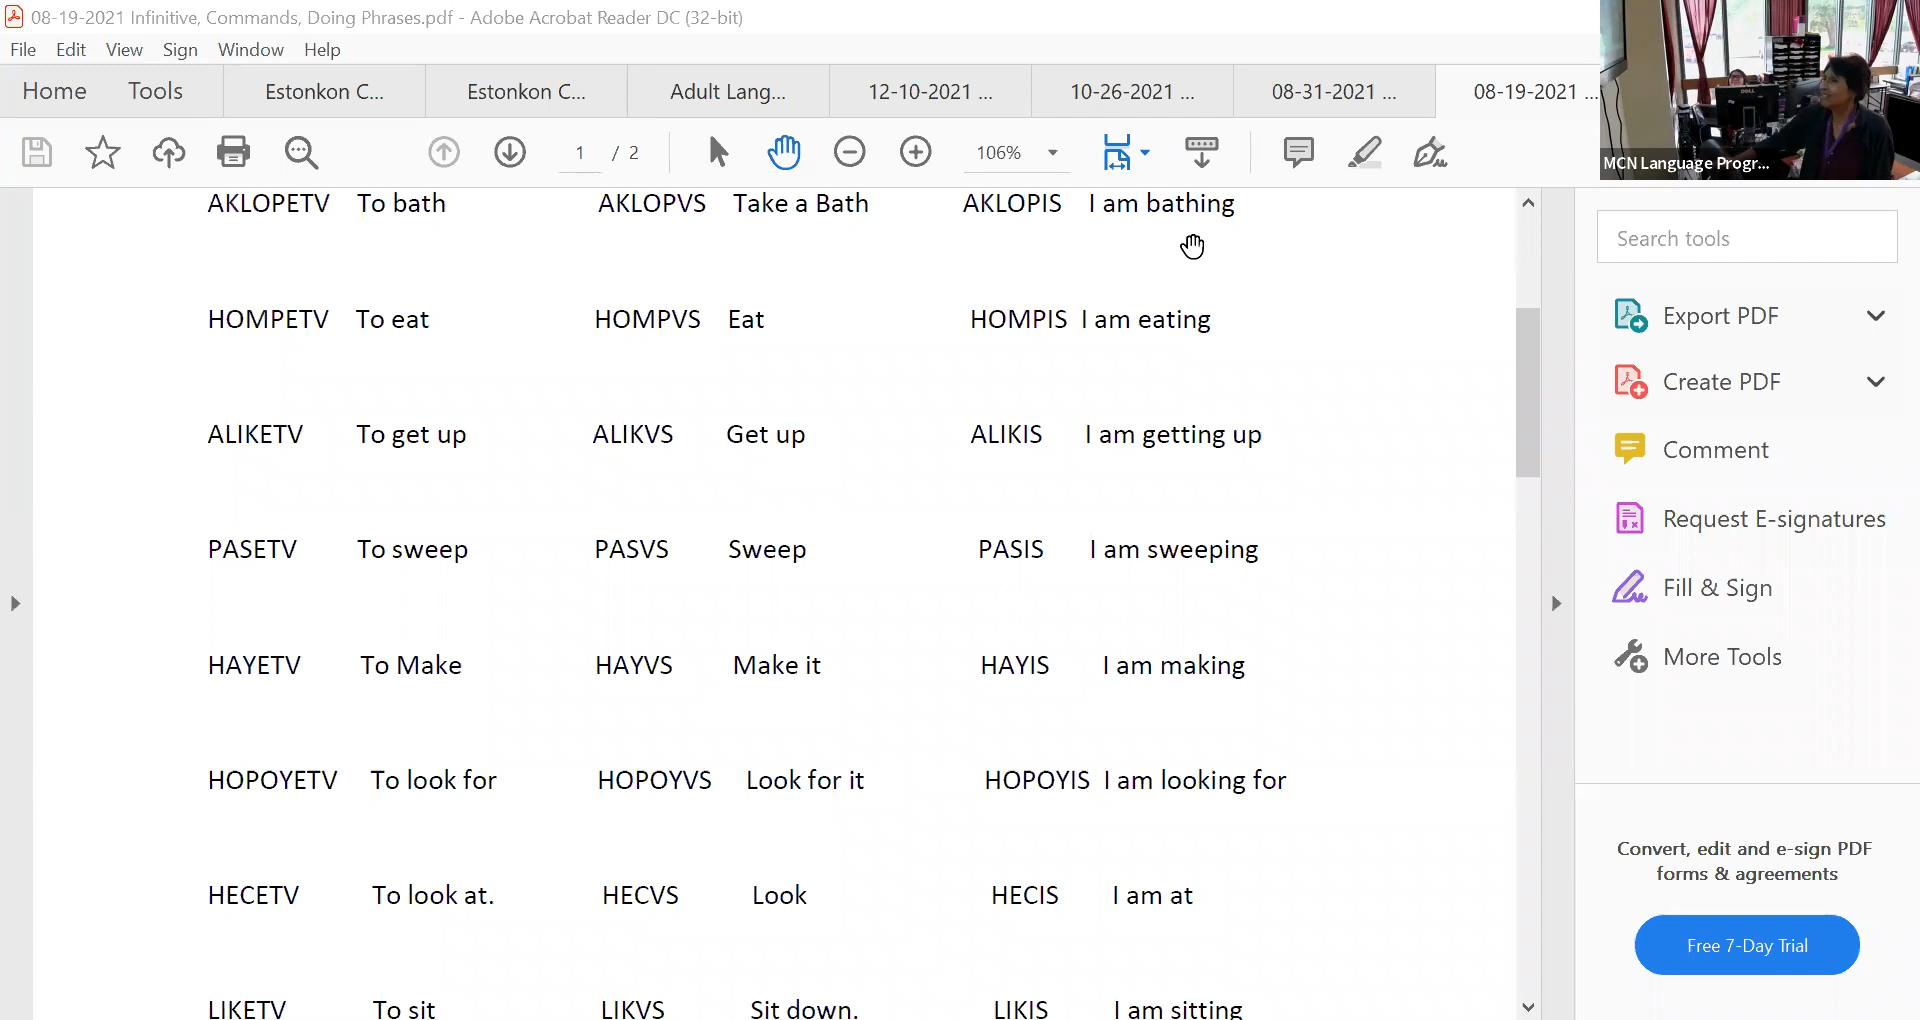 08-19-2021 Infinitive, Commands, Doing Phrases.pdf - Adobe Acrobat Reader DC (32-bit)
File Edit View Sign Window Help
Home Tools Estonkon C... Estonkon C... Adult Lang... 12-10-2021 ... 10-26-2021 ... 08-31-2021 ... 08-19-2021 ...
1 / 2 106%
MCN Language Progr...
AKLOPETV To bath AKLOPVS Take a Bath AKLOPIS I am bathing
HOMPETV To eat HOMPVS Eat HOMPIS I am eating
ALIKETV To get up ALIKVS Get up ALIKIS I am getting up
PASETV To sweep PASVS Sweep PASIS I am sweeping
HAYETV To Make HAYVS Make it HAYIS I am making
HOPOYETV To look for HOPOYVS Look for it HOPOYIS I am looking for
HECETV To look at. HECVS Look HECIS I am at
LIKETV To sit LIKVS Sit down. LIKIS I am sitting
Search tools
Export PDF
Create PDF
Comment
Request E-signatures
Fill & Sign
More Tools
Convert, edit and e-sign PDF
forms & agreements
Free 7-Day Trial